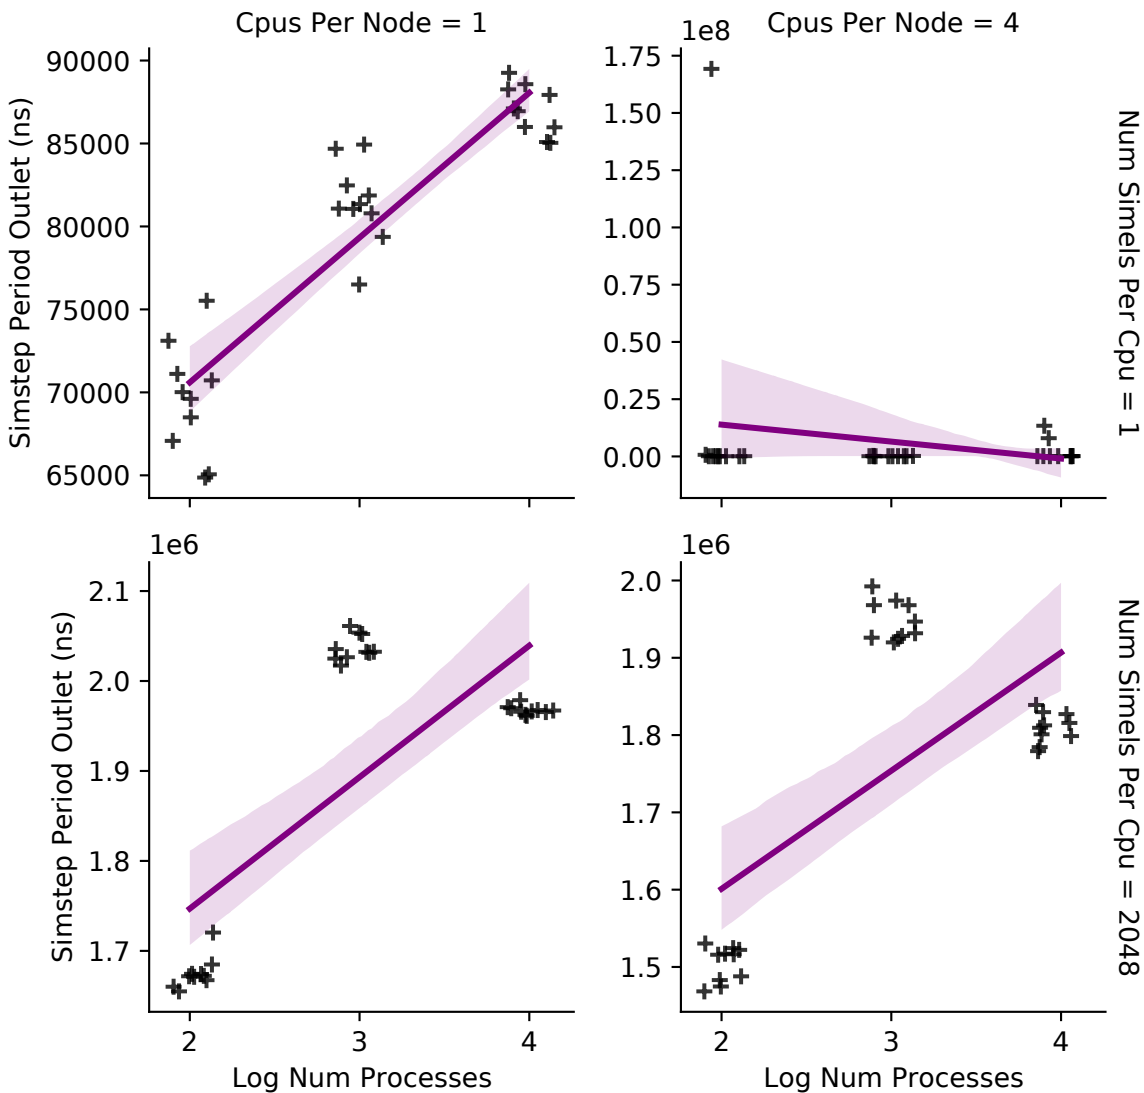 Cpus Per Node = 1
Cpus Per Node = 4
1e8
Simstep Period Outlet (ns)
90000
85000
80000
75000
70000
65000
1.75
1.50
1.25
1.00
0.75
0.50
0.25
0.00
Num Simels Per Cpu = 1
1e6
Simstep Period Outlet (ns)
2.1
2.0
1.9
1.8
1.7
2 3 4
Log Num Processes
1e6
2.0
1.9
1.8
1.7
1.6
1.5
2 3 4
Log Num Processes
Num Simels Per Cpu = 2048